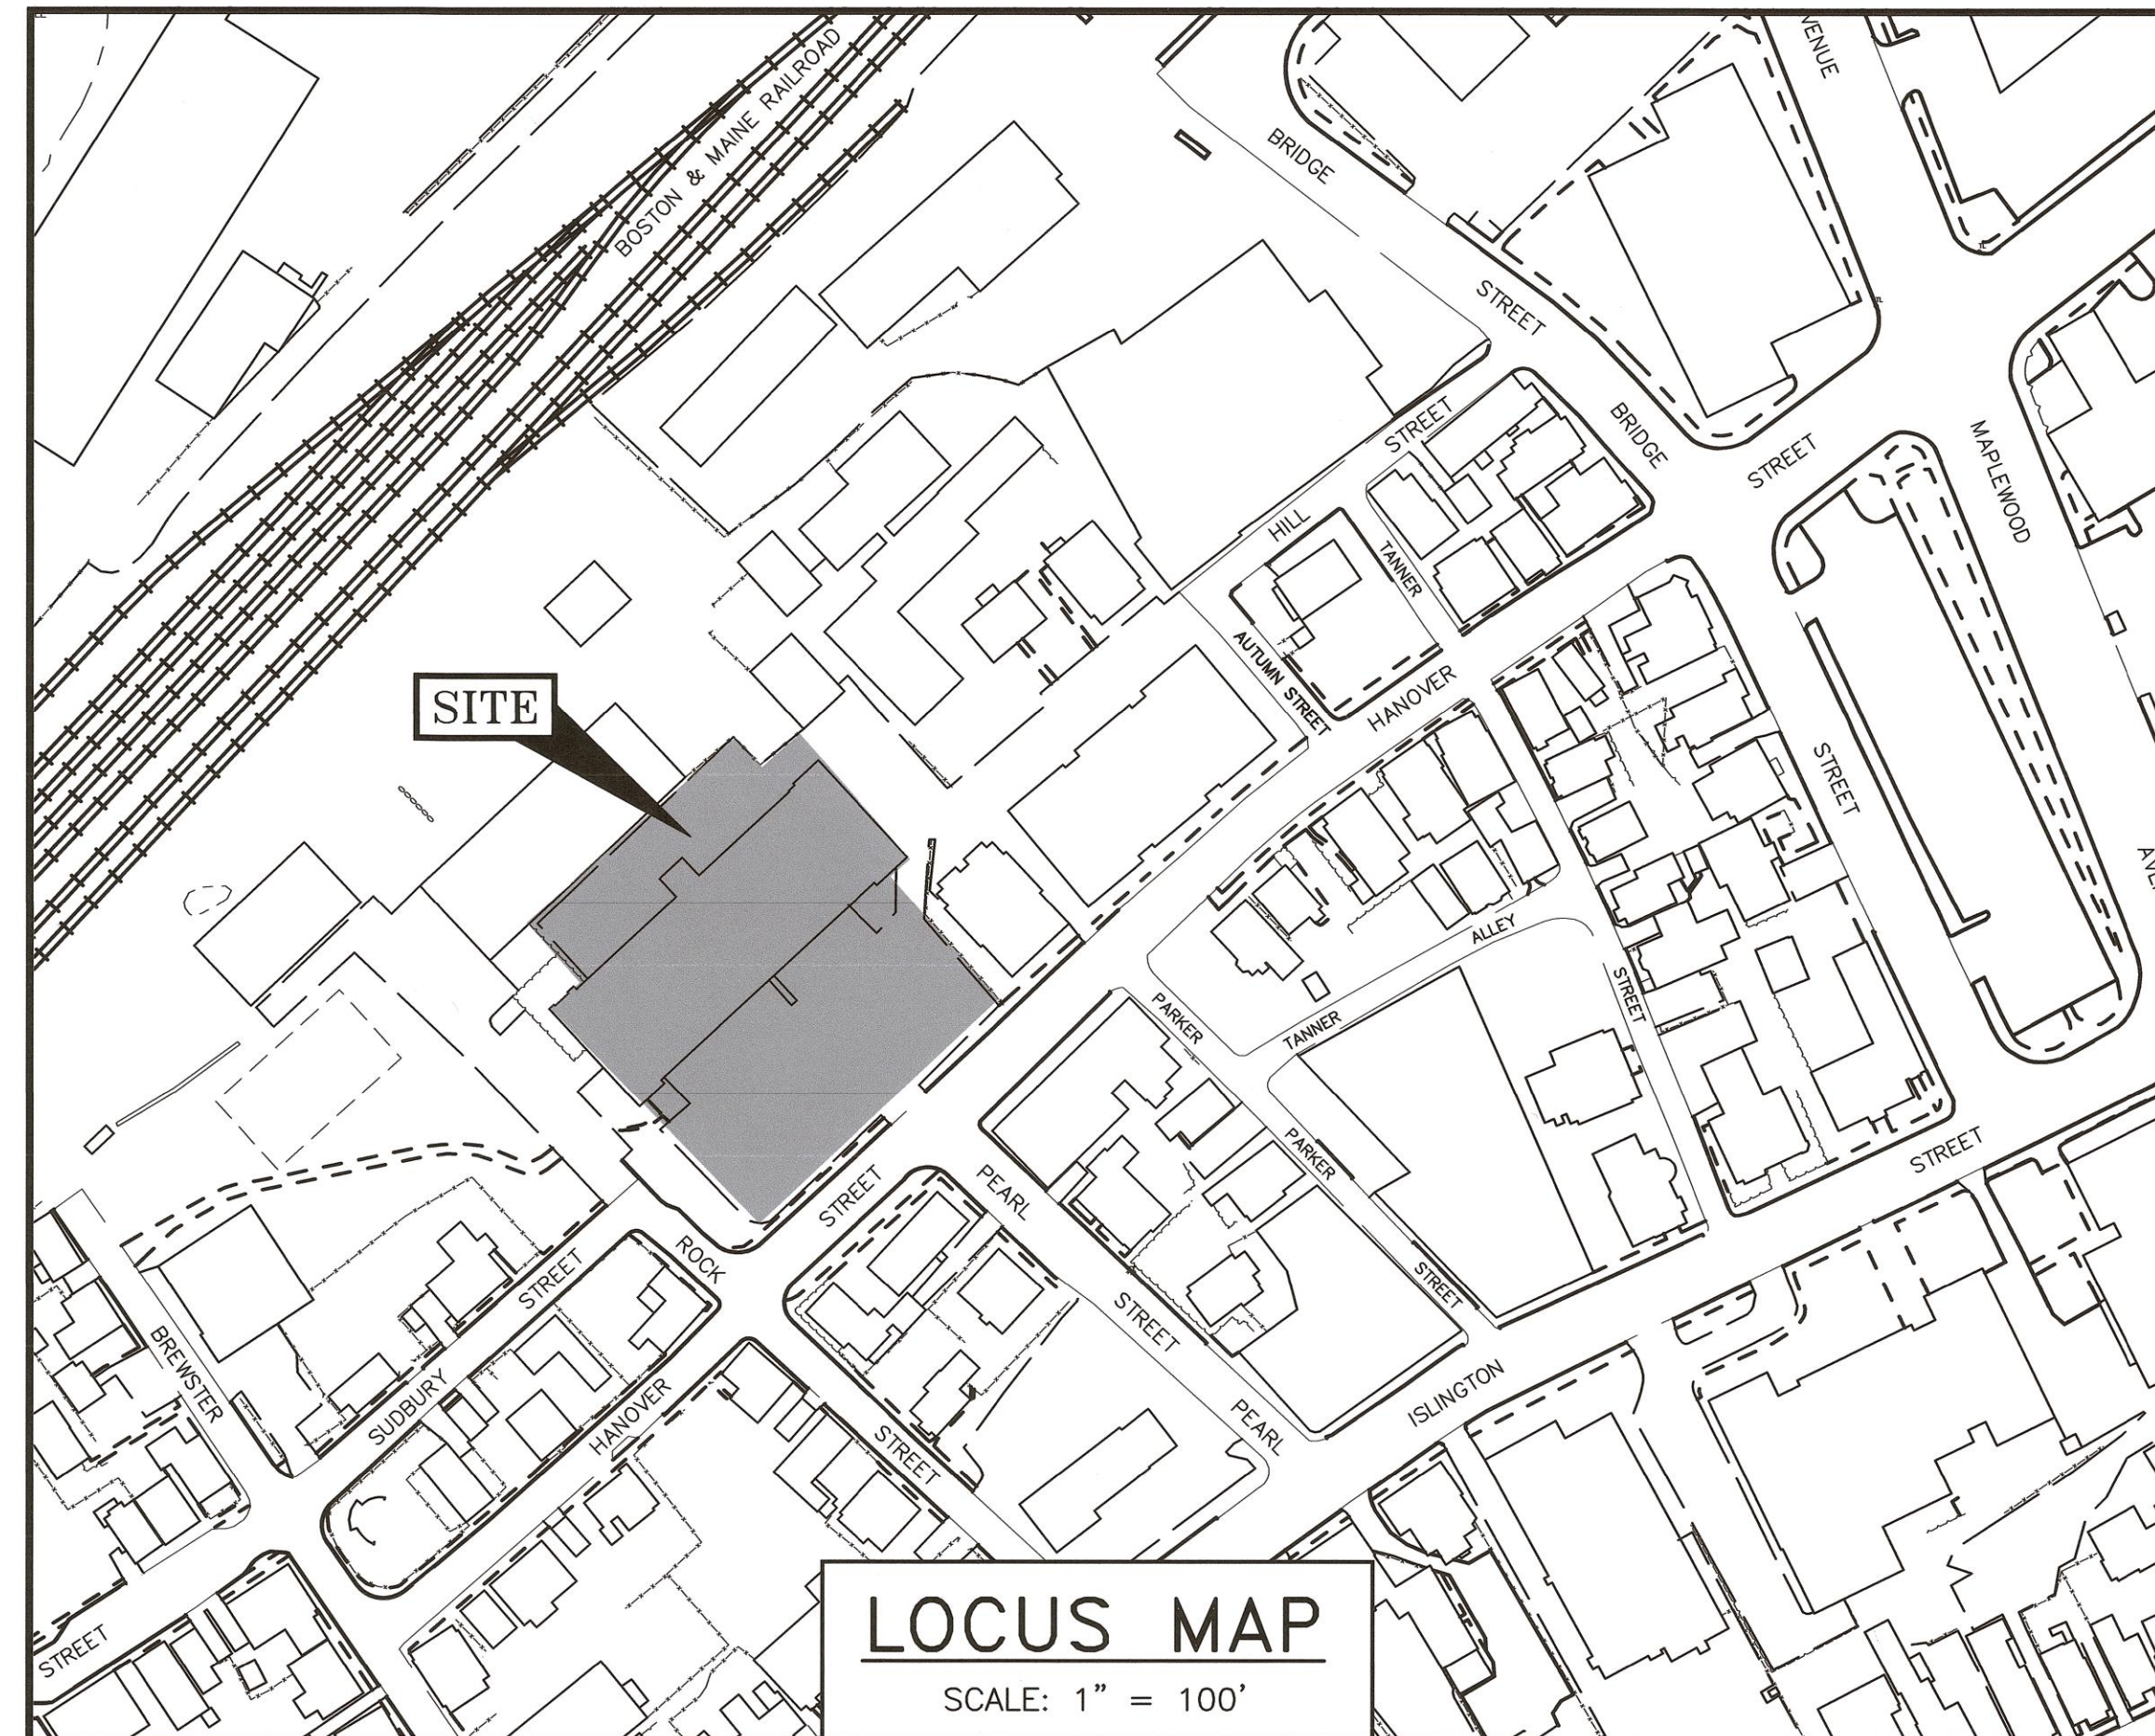 BOSTON & MAINE RAILROAD
BRIDGE
STREET
HILL
STREET
BRIDGE
STREET
MAPLEWOOD
TANNER
AUTUMN STREET
HANOVER
SITE
STREET
ALLEY
STREET
PARKER
TANNER
PARKER
STREET
STREET
PEARL
STREET
ROCK
STREET
STREET
PEARL
ISLINGTON
BREWSTER
SUDBURY
HANOVER
STREET
STREET
LOCUS MAP
SCALE: 1" = 100'